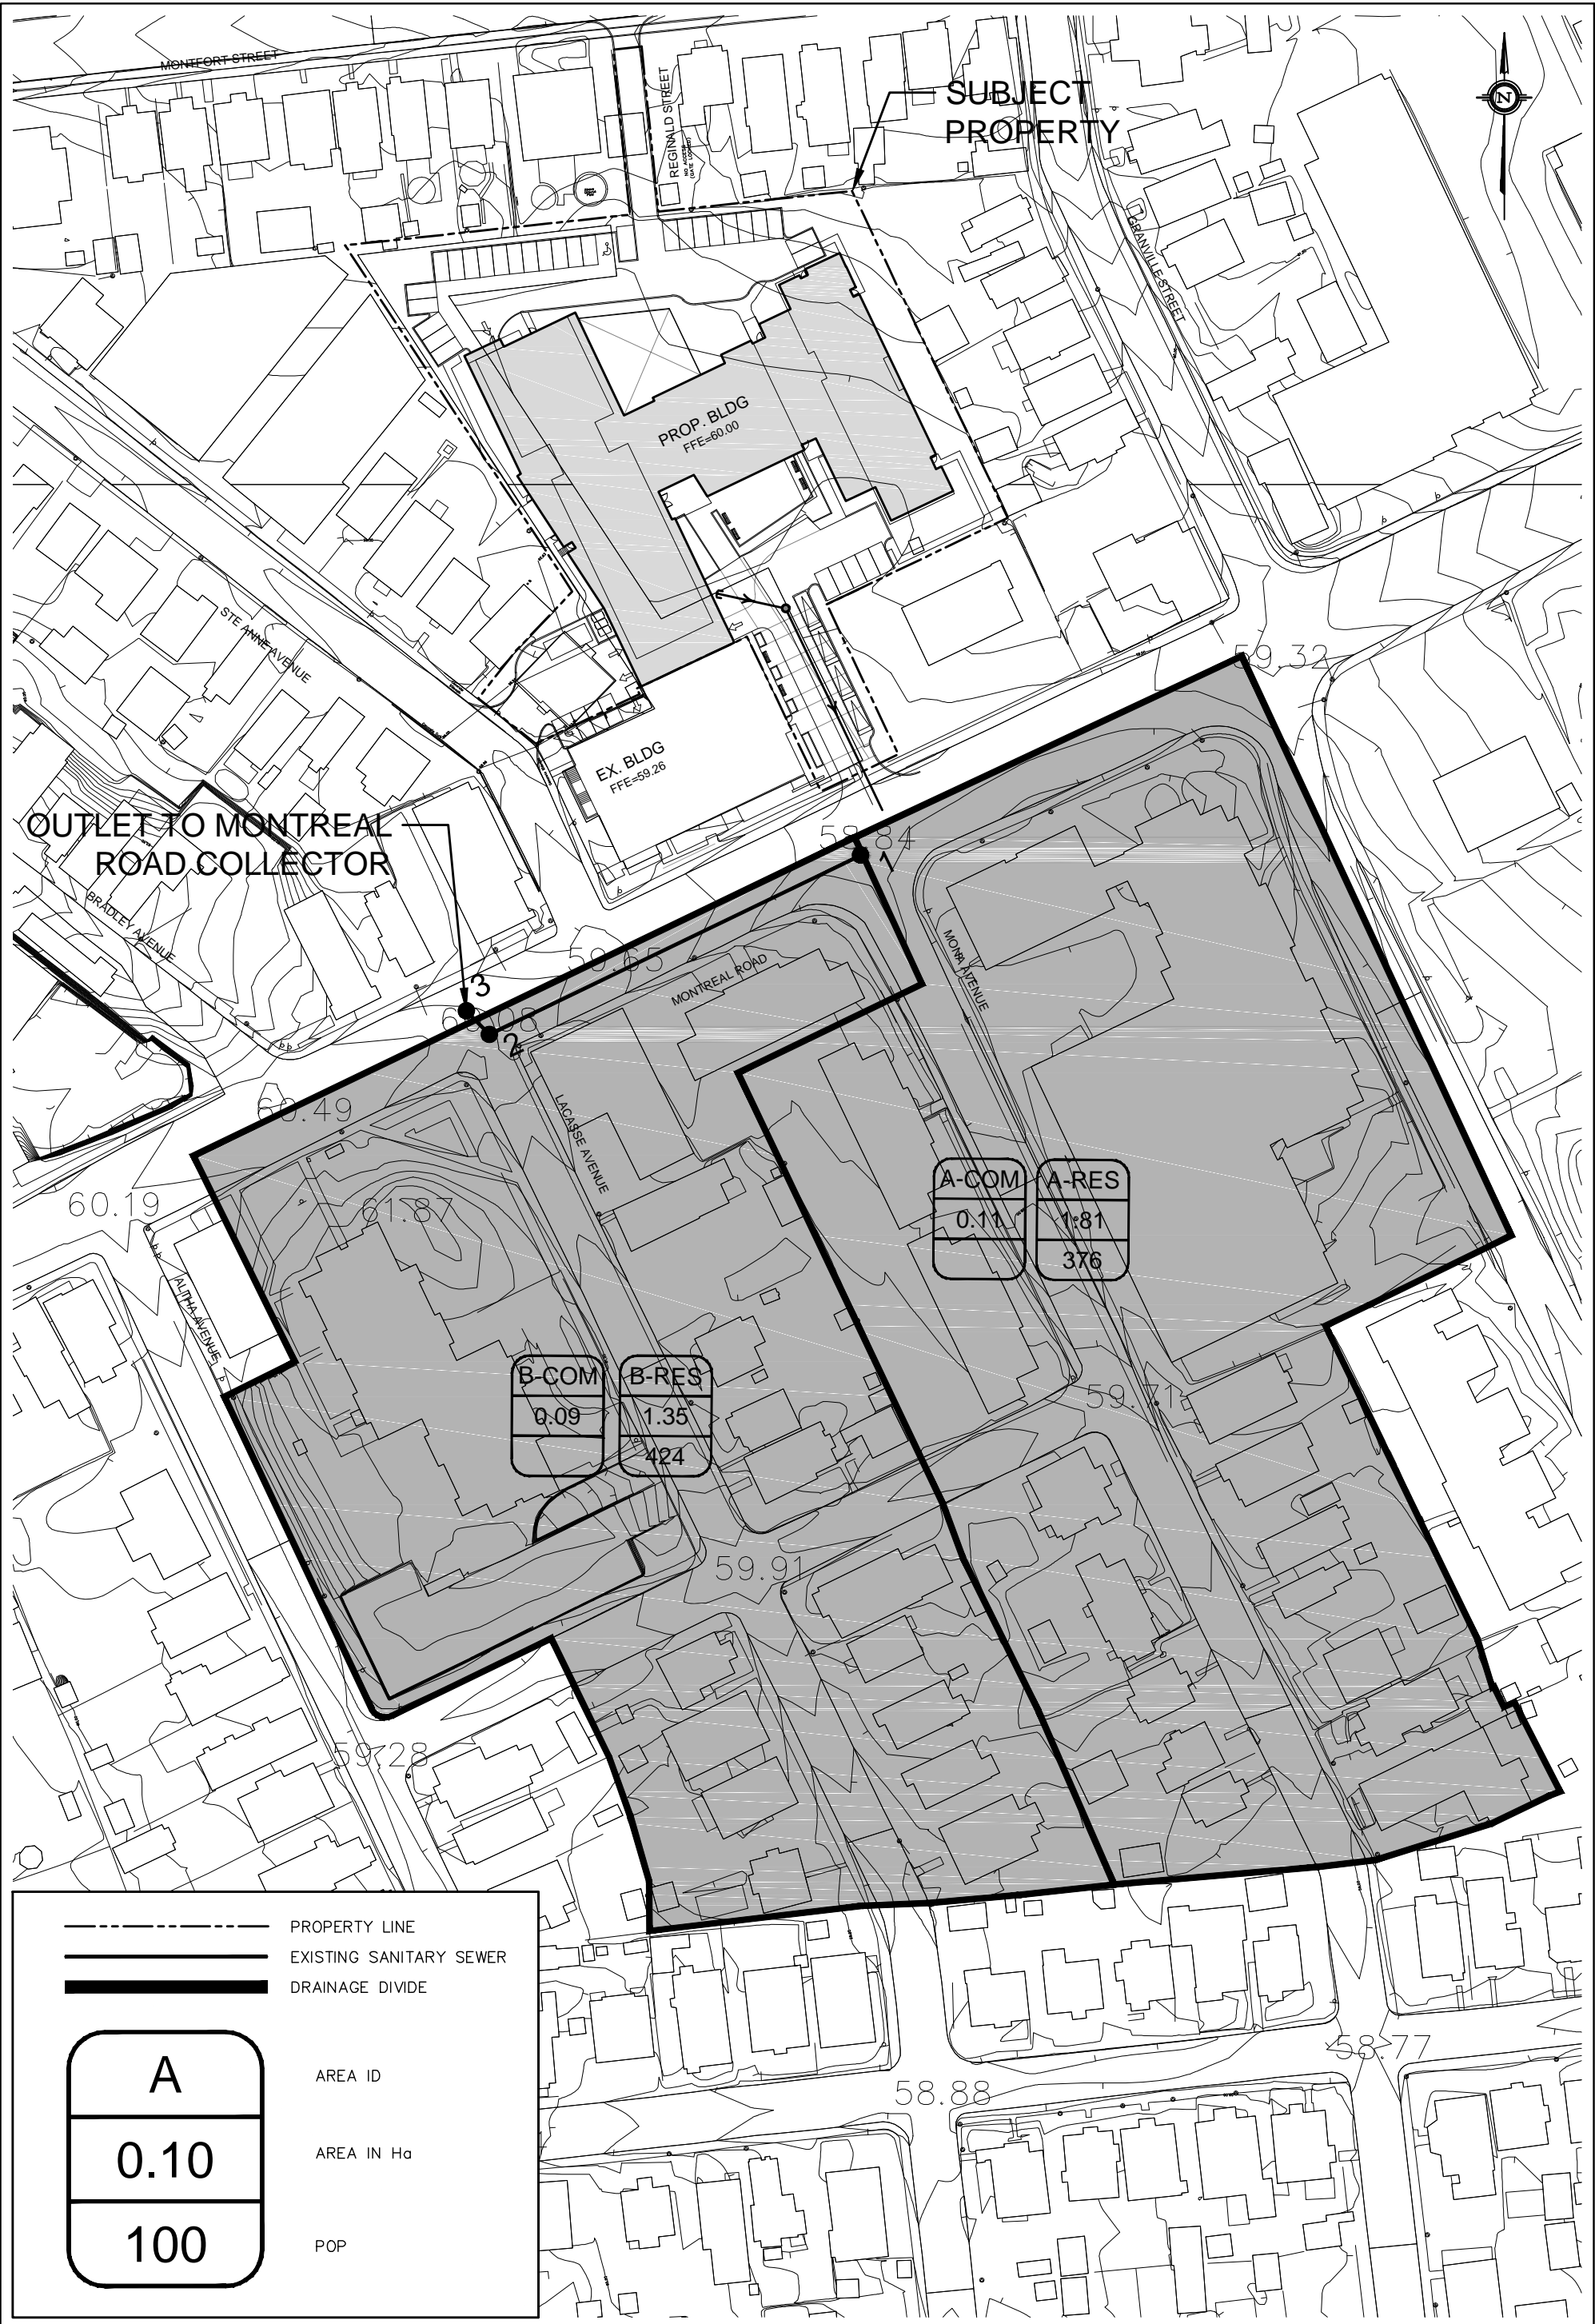 MONTFORT STREET
REGINALD STREET
SUBJECT
PROPERTY
N
GRANVILLE STREET
PROP. BLDG
FFE=60.00
STE ANNE AVENUE
59.32
EX. BLDG
FFE=59.26
OUTLET TO MONTREAL
ROAD COLLECTOR
58.84
1
BRADLEY AVENUE
59.65
MONTREAL ROAD
MONA AVENUE
3
2
LACASSE AVENUE
60.49
60.19
61.87
A-COM
0.11
A-RES
1.81
376
ALITHA AVENUE
B-COM
0.09
B-RES
1.35
424
59.71
59.91
59.28
PROPERTY LINE
EXISTING SANITARY SEWER
DRAINAGE DIVIDE
A
AREA ID
0.10
AREA IN Ha
100
POP
58.77
58.88